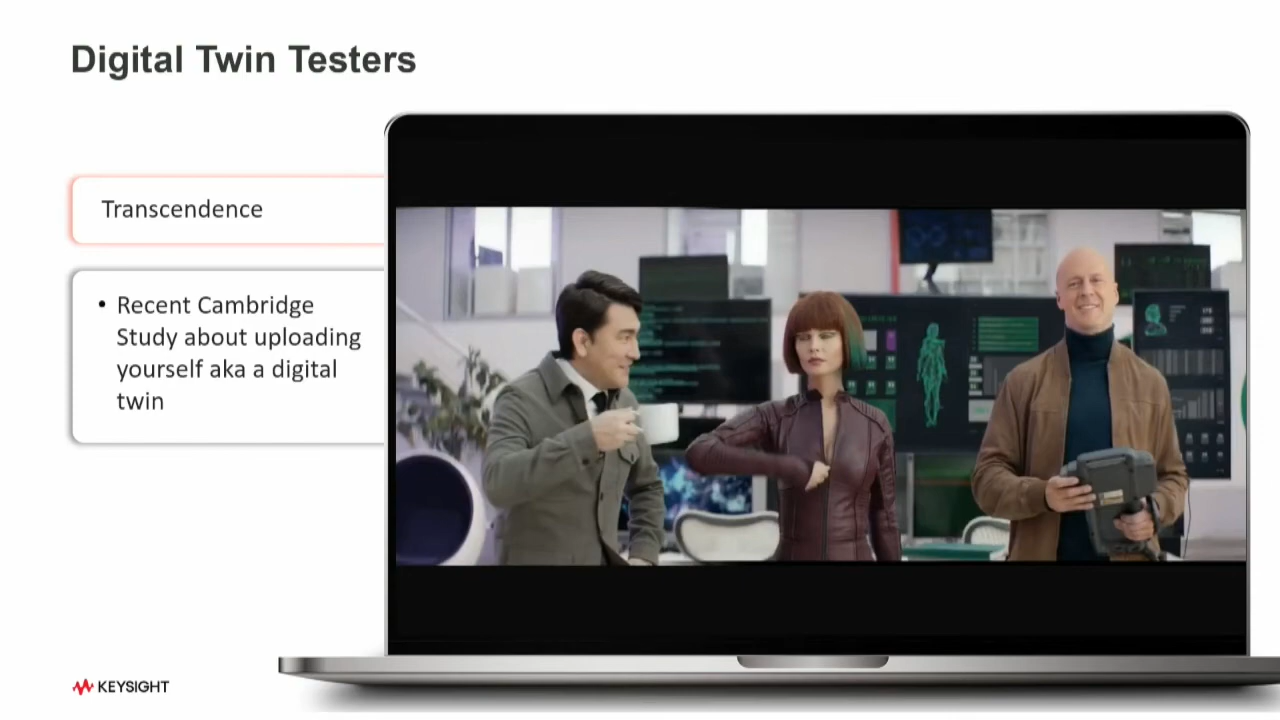 Digital Twin Testers
Transcendence
• Recent Cambridge
Study about uploading
yourself aka a digital
twin
KEYSIGHT